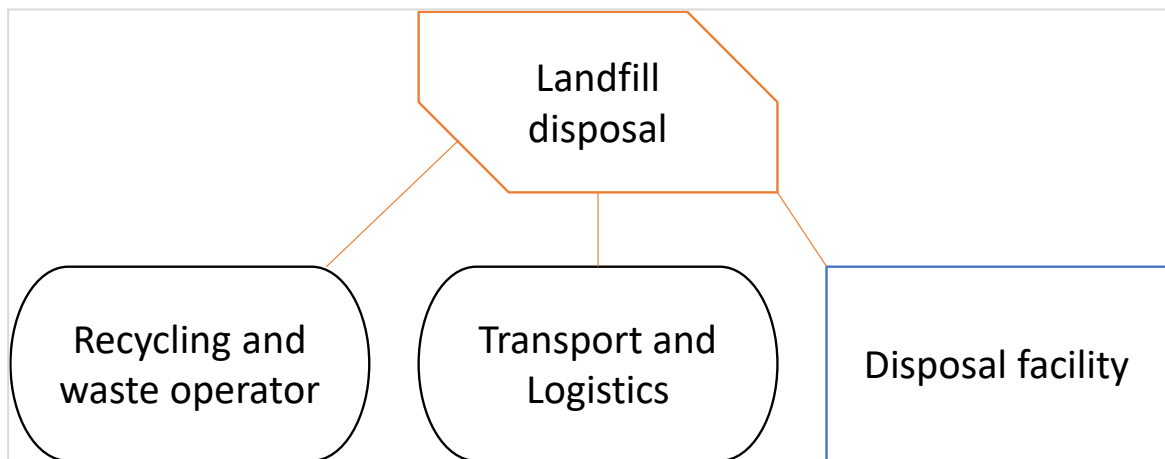 Landfill
disposal
Recycling and
waste operator
Transport and
Logistics
Disposal facility